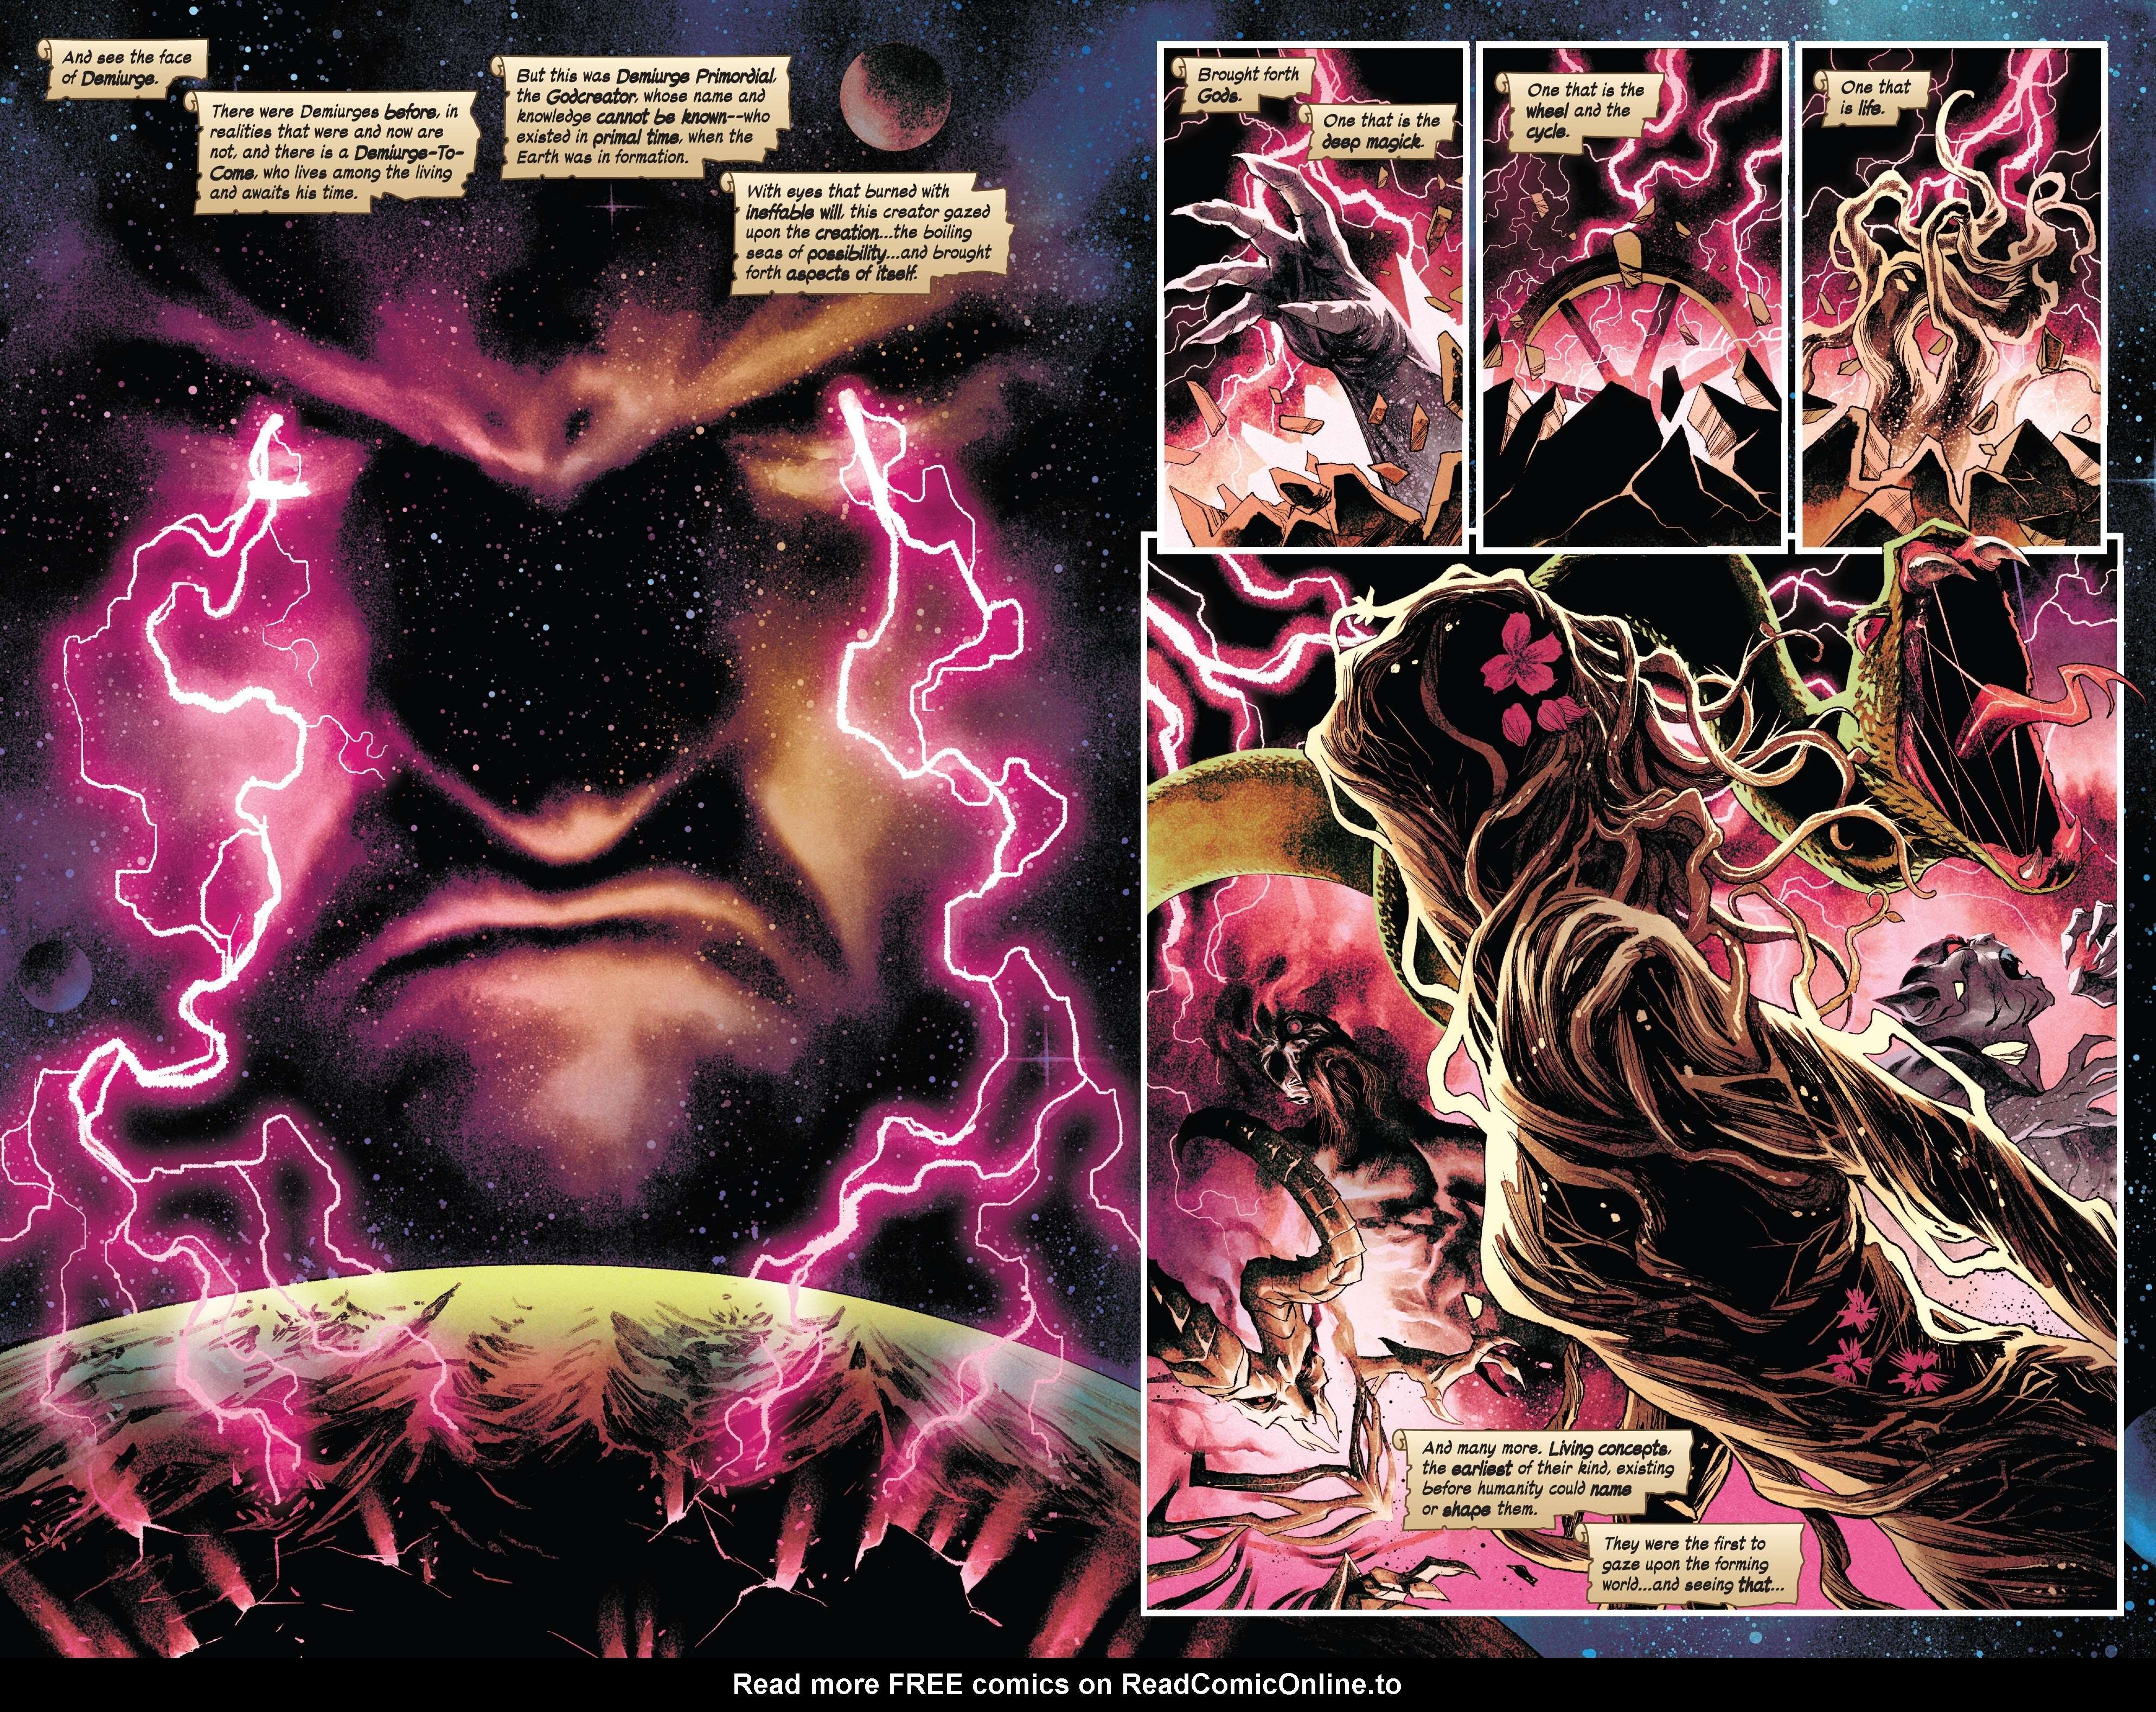 And see the face
of Demiurge.
There were Demiurges before, in
realities that were and now are
not, and there is a Demiurge-To-
Come, who lives among the living
and awaits his time.
But this was Demiurge Primordial,
the Godcreator, whose name and
knowledge cannot be known--who
existed in primal time, when the
Earth was in formation.
With eyes that burned with
ineffable will, this creator gazed
upon the creation...the boiling
seas of possibility...and brought
forth aspects of itself.
Brought forth
Gods.
One that is the
deep magick.
One that is the
wheel and the
cycle.
One that
is life.
And many more. Living concepts,
the earliest of their kind, existing
before humanity could name
or shape them.
They were the first to
gaze upon the forming
world...and seeing that...
Read more FREE comics on ReadComicOnline.to